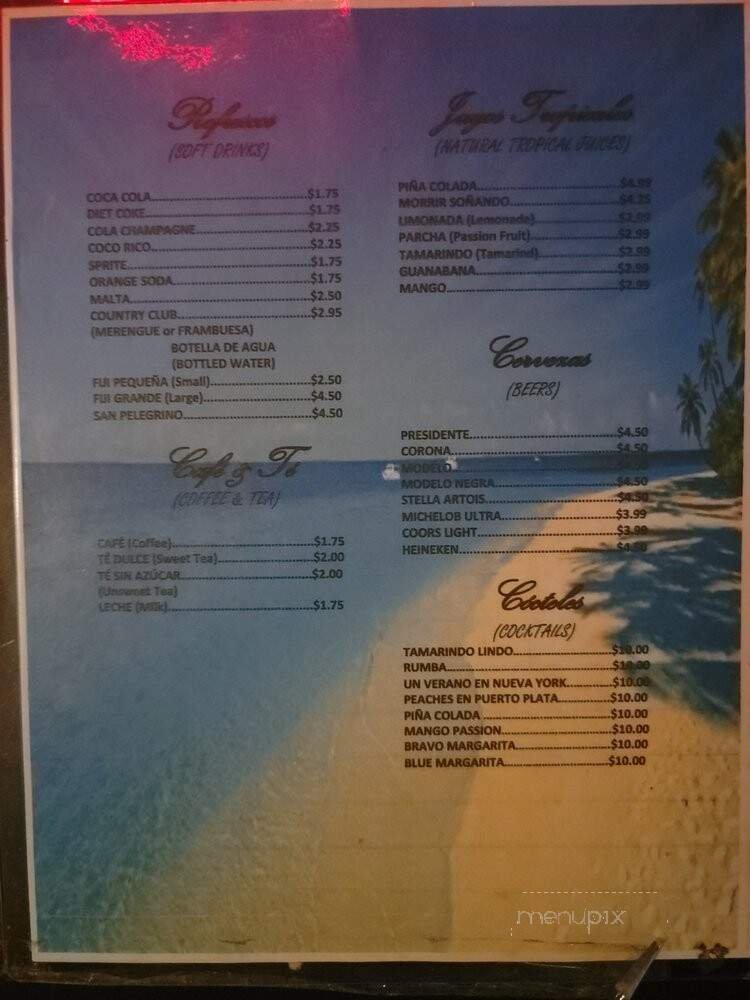 Refrescos
(SOFT DRINKS)
COCA COLA.....................................$1.75
DIET COKE......................................$1.75
COLA CHAMPAGNE..........................$2.25
COCO RICO.....................................$2.25
SPRITE............................................$1.75
ORANGE SODA................................$1.75
MALTA............................................$2.50
COUNTRY CLUB...............................$2.95
(MERENGUE or FRAMBUESA)
BOTELLA DE AGUA
(BOTTLED WATER)
FIJI PEQUEÑA (Small)........................$2.50
FIJI GRANDE (Large)..........................$4.50
SAN PELEGRINO...............................$4.50
Café & Té
(COFFEE & TEA)
CAFÉ (Coffee)..................................$1.75
TÉ DULCE (Sweet Tea).......................$2.00
TÉ SIN AZÚCAR................................$2.00
(Unsweet Tea)
LECHE (Milk)....................................$1.75
Jugos Tropicales
(NATURAL TROPICAL JUICES)
PIÑA COLADA..................................$4.99
MORRIR SOÑANDO..........................$4.25
LIMONADA (Lemonade)....................$2.99
PARCHA (Passion Fruit).....................$2.99
TAMARINDO (Tamarind)...................$2.99
GUANABANA..................................$2.99
MANGO..........................................$2.99
Cervezas
(BEERS)
PRESIDENTE.....................................$4.50
CORONA.........................................$4.50
MODELO.........................................
MODELO NEGRA..............................$4.50
STELLA ARTOIS................................$4.50
MICHELOB ULTRA............................$3.99
COORS LIGHT..................................$3.99
HEINEKEN.......................................$4.50
Cócteles
(COCKTAILS)
TAMARINDO LINDO.........................$10.00
RUMBA...........................................$10.00
UN VERANO EN NUEVA YORK............$10.00
PEACHES EN PUERTO PLATA..............$10.00
PIÑA COLADA .................................$10.00
MANGO PASSION............................$10.00
BRAVO MARGARITA........................$10.00
BLUE MARGARITA...........................$10.00
menupix